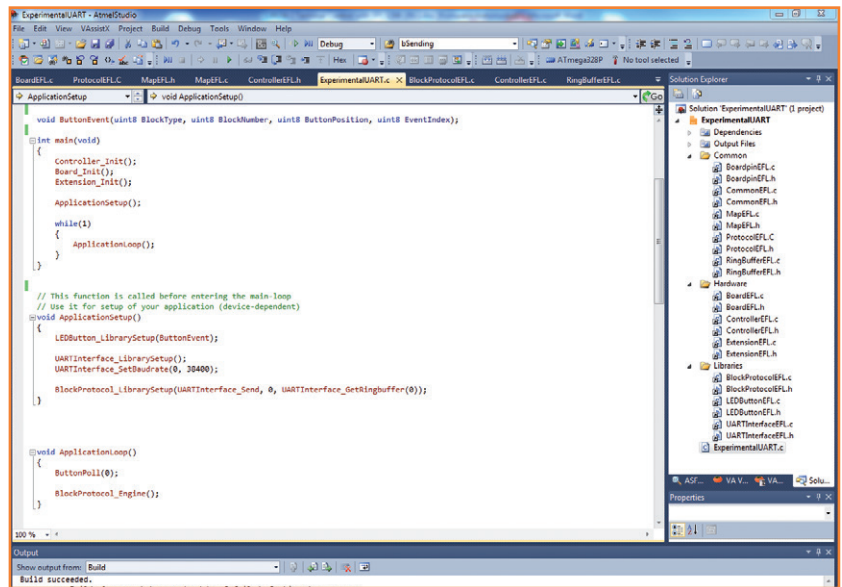 ExperimentalUART - AtmelStudio
File Edit View VAssistX Project Build Debug Tools Window Help
Debug bSending
Hex ATmega328P No tool selected
BoardEFL.c ProtocolEFL.C MapEFL.h MapEFL.c ControllerEFL.h ExperimentalUART.c BlockProtocolEFL.c ControllerEFL.c RingBufferEFL.c
ApplicationSetup void ApplicationSetup() Go
void ButtonEvent(uint8 BlockType, uint8 BlockNumber, uint8 ButtonPosition, uint8 EventIndex);
int main(void)
{
Controller_Init();
Board_Init();
Extension_Init();
ApplicationSetup();
while(1)
{
ApplicationLoop();
}
}
// This function is called before entering the main-loop
// Use it for setup of your application (device-dependent)
void ApplicationSetup()
{
LEDButton_LibrarySetup(ButtonEvent);
UARTInterface_LibrarySetup();
UARTInterface_SetBaudrate(0, 38400);
BlockProtocol_LibrarySetup(UARTInterface_Send, 0, UARTInterface_GetRingbuffer(0));
}
void ApplicationLoop()
{
ButtonPoll(0);
BlockProtocol_Engine();
}
100 %
Solution Explorer
Solution 'ExperimentalUART' (1 project)
ExperimentalUART
Dependencies
Output Files
Common
BoardpinEFL.c
BoardpinEFL.h
CommonEFL.c
CommonEFL.h
MapEFL.c
MapEFL.h
ProtocolEFL.C
ProtocolEFL.h
RingBufferEFL.c
RingBufferEFL.h
Hardware
BoardEFL.c
BoardEFL.h
ControllerEFL.c
ControllerEFL.h
ExtensionEFL.c
ExtensionEFL.h
Libraries
BlockProtocolEFL.c
BlockProtocolEFL.h
LEDButtonEFL.c
LEDButtonEFL.h
UARTInterfaceEFL.c
UARTInterfaceEFL.h
ExperimentalUART.c
ASF... VA V... VA... Solu...
Properties
Output
Show output from: Build
Build succeeded.